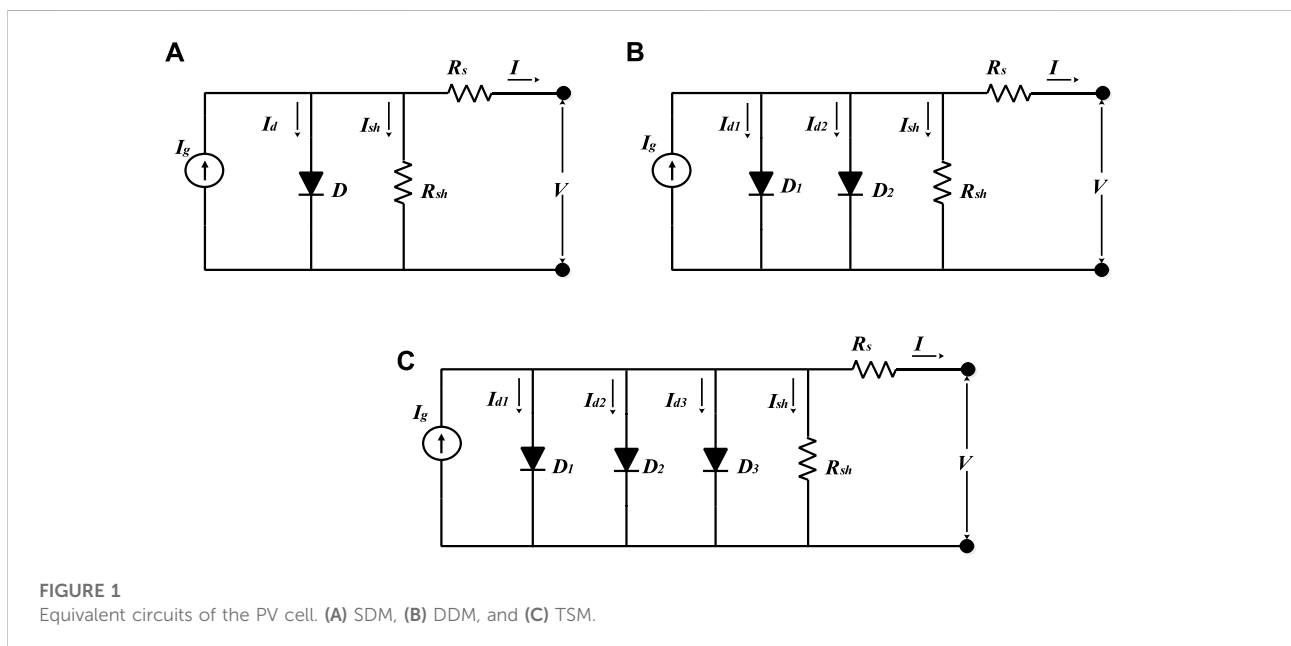 A
Rs
I
Id
Ish
Ig
D
Rsh
V
B
Rs
I
Id1
Id2
Ish
Ig
D1
D2
Rsh
V
C
Rs
I
Id1
Id2
Id3
Ish
Ig
D1
D2
D3
Rsh
V
FIGURE 1
Equivalent circuits of the PV cell. (A) SDM, (B) DDM, and (C) TSM.